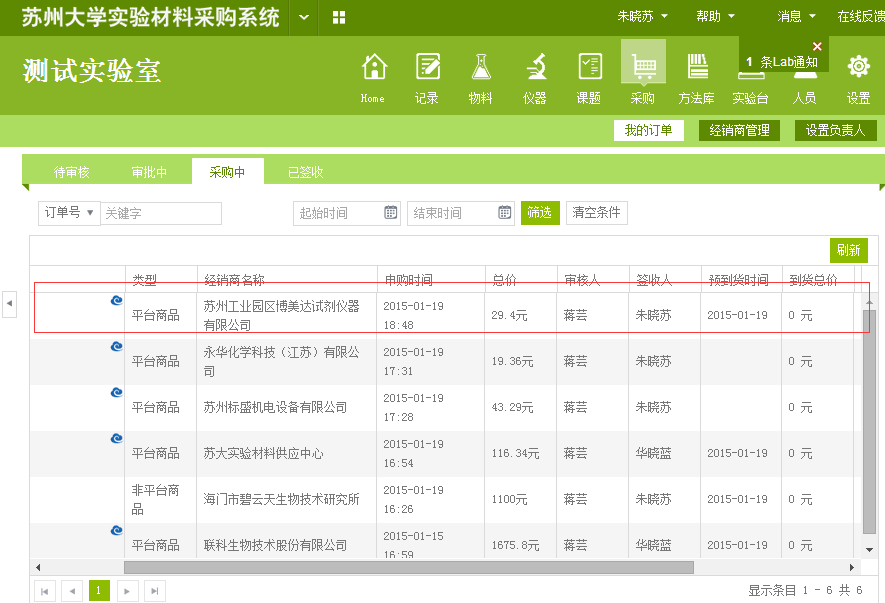 苏州大学实验材料采购系统
朱晓苏 帮助 消息 在线反馈
测试实验室
1 条Lab通知
Home 记录 物料 仪器 课题 采购 方法库 实验台 人员 设置
我的订单 经销商管理 设置负责人
待审核 审批中 采购中 已签收
订单号 关键字 起始时间 结束时间 筛选 清空条件
刷新
类型 经销商名称 申购时间 总价 审核人 签收人 预到货时间 到货总价
平台商品 苏州工业园区博美达试剂仪器有限公司 2015-01-19 18:48 29.4元 蒋芸 朱晓苏 2015-01-19 0 元
平台商品 永华化学科技（江苏）有限公司 2015-01-19 17:31 19.36元 蒋芸 朱晓苏 0 元
平台商品 苏州标盛机电设备有限公司 2015-01-19 17:28 43.29元 蒋芸 朱晓苏 0 元
平台商品 苏大实验材料供应中心 2015-01-19 16:54 116.34元 蒋芸 华晓蓝 2015-01-19 0 元
非平台商品 海门市碧云天生物技术研究所 2015-01-19 16:26 1100元 蒋芸 朱晓苏 2015-01-19 0 元
平台商品 联科生物技术股份有限公司 2015-01-15 16:59 1675.8元 蒋芸 华晓蓝 2015-01-19 0 元
1 显示条目 1 - 6 共 6